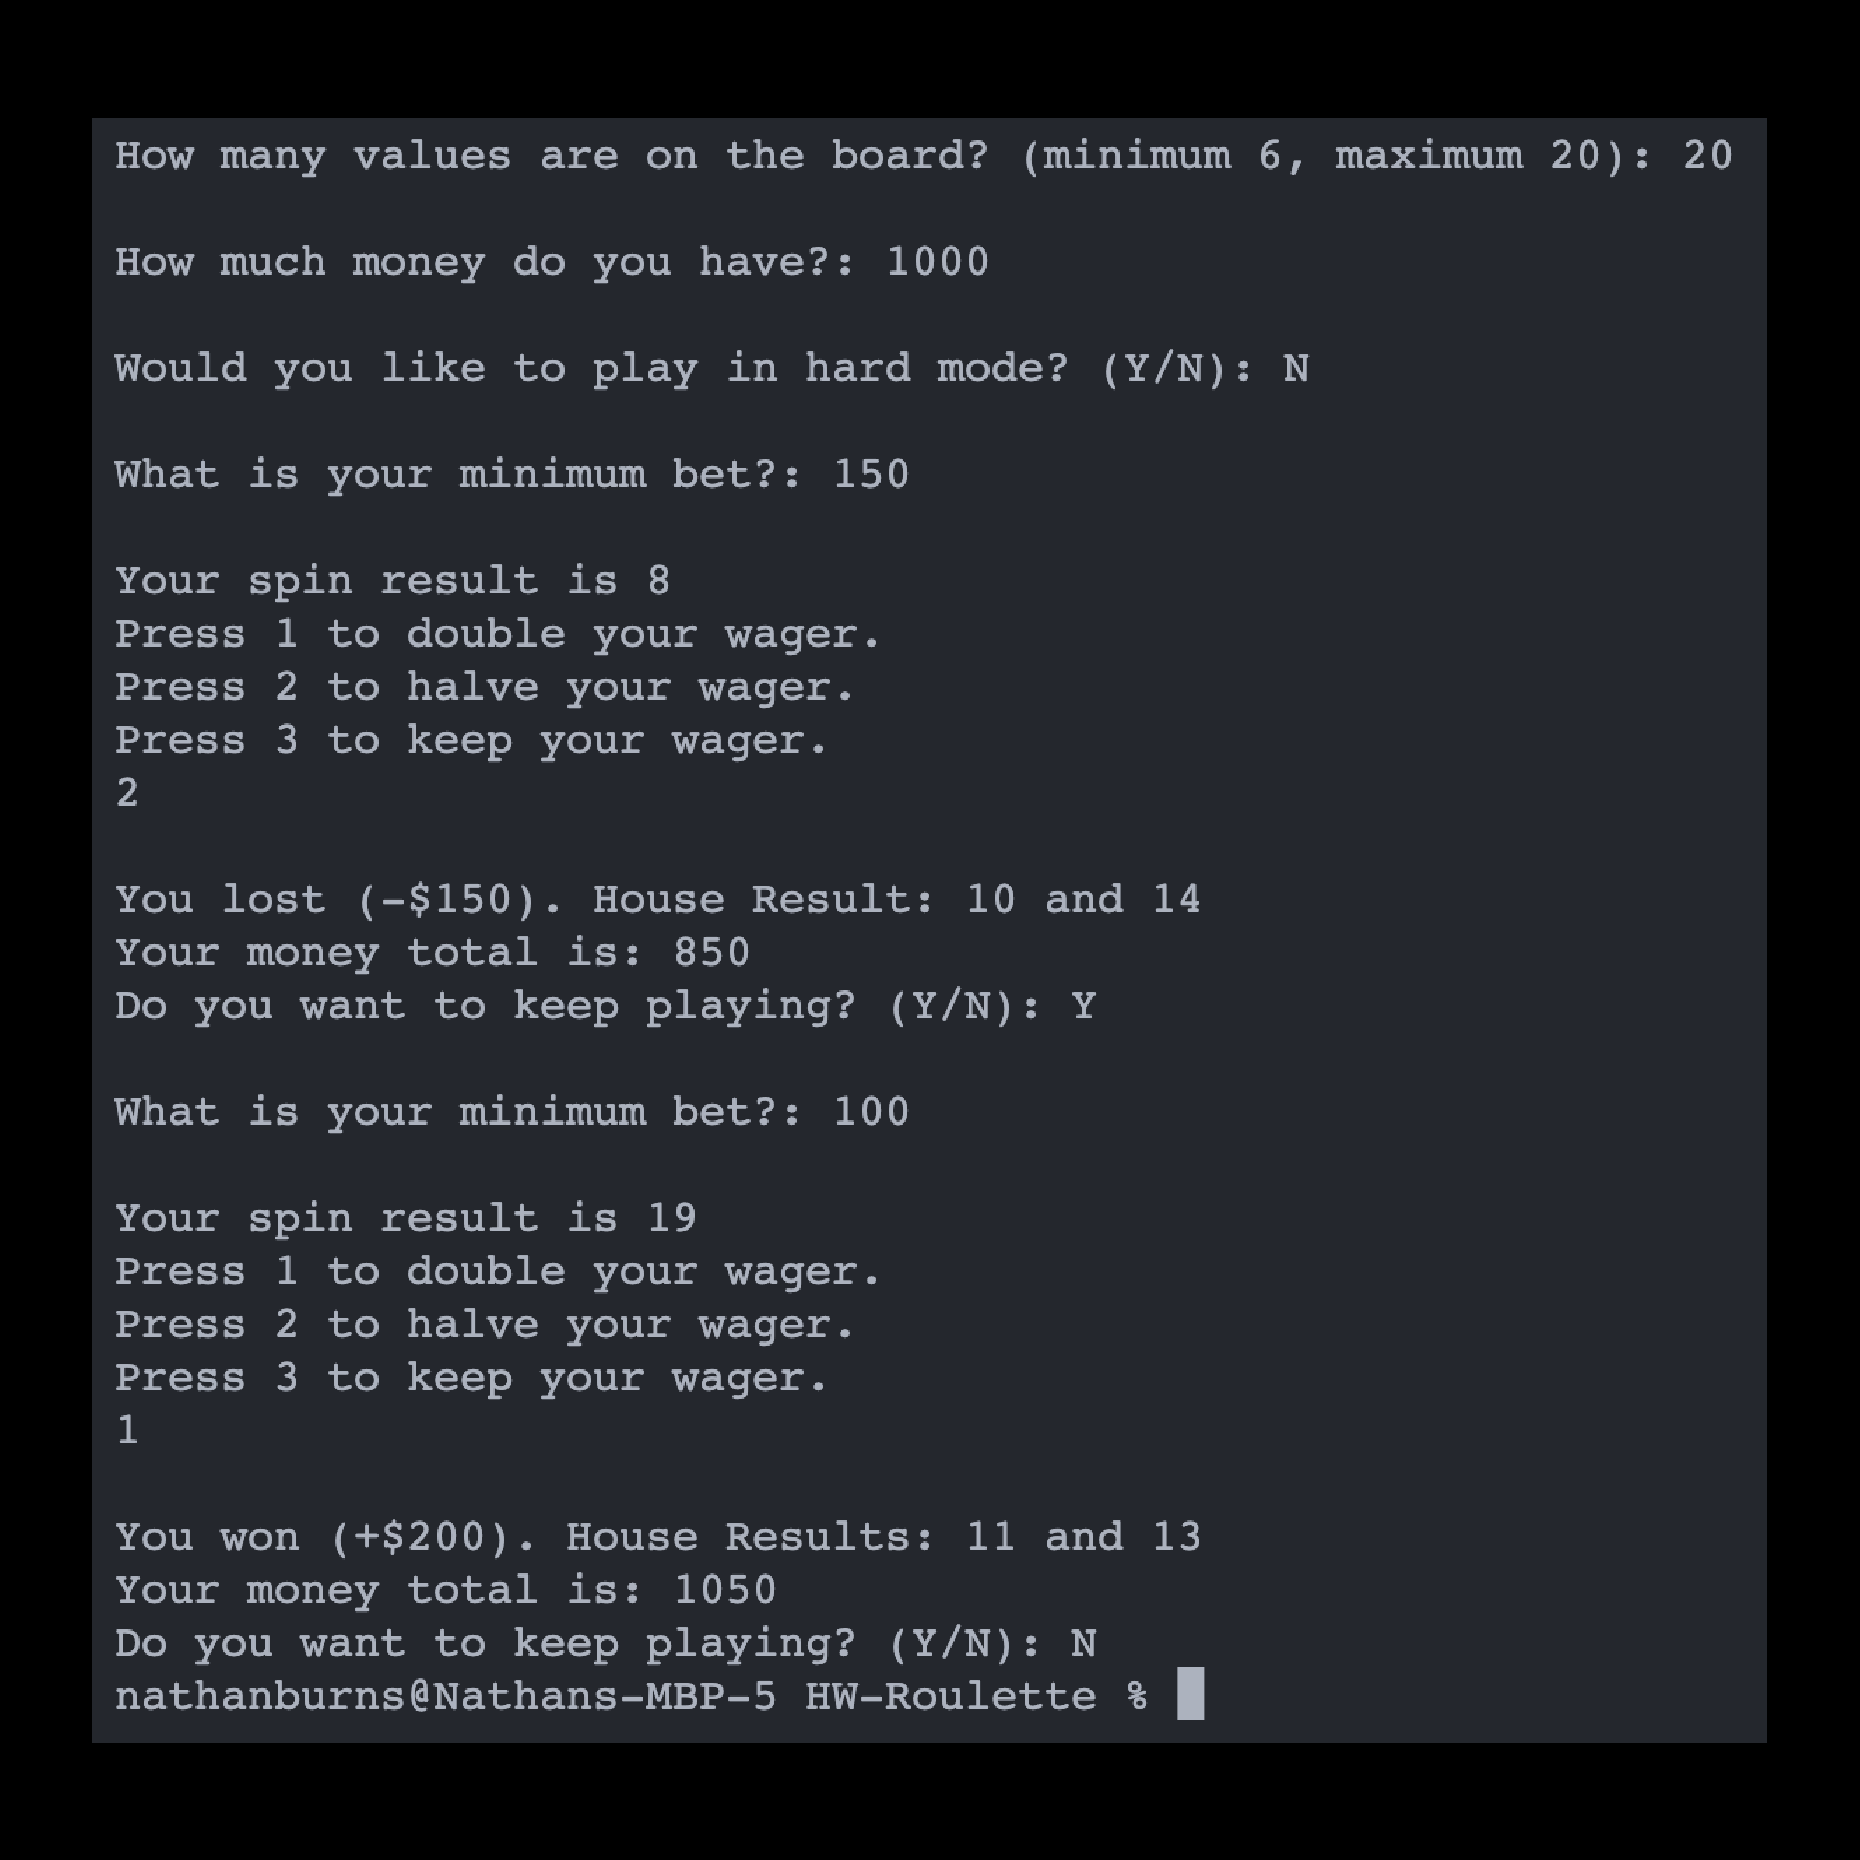 How many values are on the board? (minimum 6, maximum 20): 20
How much money do you have?: 1000
Would you like to play in hard mode? (Y/N): N
What is your minimum bet?: 150
Your spin result is 8
Press 1 to double your wager.
Press 2 to halve your wager.
Press 3 to keep your wager.
2
You lost (-$150). House Result: 10 and 14
Your money total is: 850
Do you want to keep playing? (Y/N): Y
What is your minimum bet?: 100
Your spin result is 19
Press 1 to double your wager.
Press 2 to halve your wager.
Press 3 to keep your wager.
1
You won (+$200). House Results: 11 and 13
Your money total is: 1050
Do you want to keep playing? (Y/N): N
nathanburns@Nathans-MBP-5 HW-Roulette %